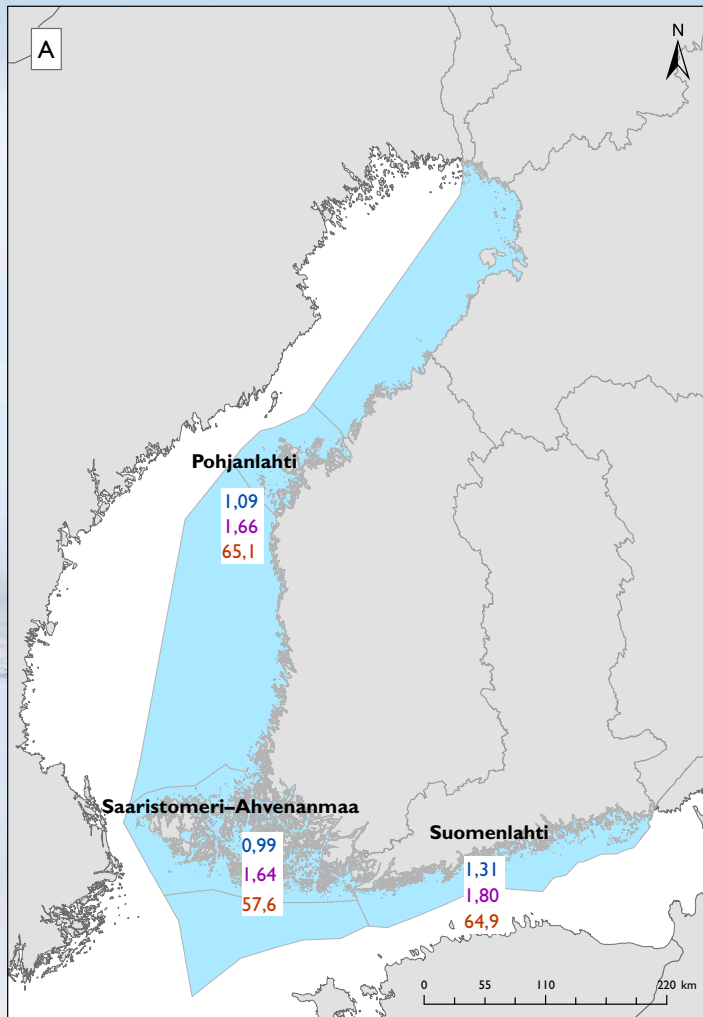 A
N
Pohjanlahti
1,09
1,66
65,1
Saaristomeri–Ahvenanmaa
0,99
1,64
57,6
Suomenlahti
1,31
1,80
64,9
0 55 110 220 km